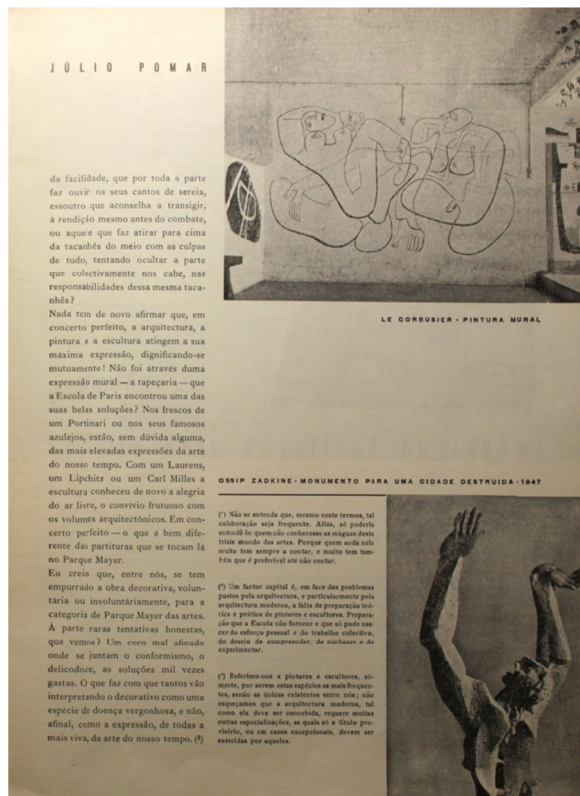 JÚLIO POMAR
da facilidade, que por toda a parte
faz ouvir os seus cantos de sereia,
essoutro que aconselha a transigir,
à rendição mesmo antes do combate,
ou aquele que faz atirar para cima
da tacanhês do meio com as culpas
de tudo, tentando ocultar a parte
que colectivamente nos cabe, nas
responsabilidades dessa mesma taca-
nhês?
Nada tem de novo afirmar que, em
concerto perfeito, a arquitectura, a
pintura e a escultura atingem a sua
máxima expressão, dignificando-se
mutuamente! Não foi através duma
expressão mural — a tapeçaria — que
a Escola de Paris encontrou uma das
suas belas soluções? Nos frescos de
um Portinari ou nos seus famosos
azulejos, estão, sem dúvida alguma,
das mais elevadas expressões da arte
do nosso tempo. Com um Laurens,
um Lipchitz ou um Carl Milles a
escultura conheceu de novo a alegria
do ar livre, o convívio frutuoso com
os volumes arquitectónicos. Em con-
certo perfeito — o que é bem dife-
rente das partituras que se tocam lá
no Parque Mayer.
Eu creio que, entre nós, se tem
empurrado a obra decorativa, volun-
tária ou involuntàriamente, para a
categoria de Parque Mayer das artes.
À parte raras tentativas honestas,
que vemos? Um coro mal afinado
onde se juntam o conformismo, o
delicodoce, as soluções mil vezes
gastas. O que faz com que tantos vão
interpretando o decorativo como uma
espécie de doença vergonhosa, e não,
afinal, como a expressão, de todas a
mais viva, da arte do nosso tempo. (³)
LE CORBUSIER - PINTURA MURAL
OSSIP ZADKINE - MONUMENTO PARA UMA CIDADE DESTRUIDA - 1947
(¹) Não se entenda que, mesmo neste termos, tal
colaboração seja frequente. Aliás, só poderia
entendê-lo quem não conhecesse as máguas deste
triste mundo das artes. Porque quem anda nele
muito tem sempre a contar, e muito tem tam-
bém que é preferível até não contar.
(²) Um factor capital é, em face dos problemas
postos pela arquitectura, e particularmente pela
arquitectura moderna, a falta de preparação teó-
rica e prática de pintores e escultores. Prepara-
ção que a Escola não fornece e que só pode nas-
cer do esforço pessoal e do trabalho colectivo,
do desejo de compreender, de conhecer e de
experimentar.
(³) Referimo-nos a pintores e escultores, sò-
mente, por serem estas espécies as mais frequen-
tes, senão as únicas existentes entre nós; não
esqueçamos que a arquitectura moderna, tal
como ela deve ser concebida, requere muitas
outras especializações, as quais só a título pro-
visório, ou em casos excepcionais, devem ser
exercidas por aqueles.